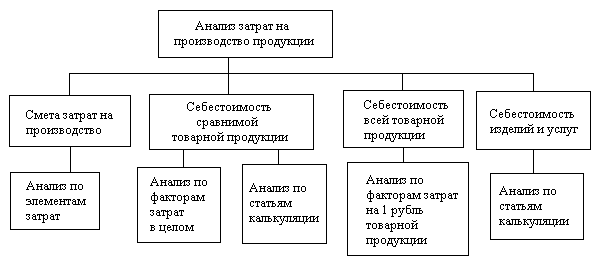 Анализ затрат на
производство продукции
Смета затрат на
производство
Себестоимость
сравнимой
товарной продукции
Себестоимость
всей товарной
продукции
Себестоимость
изделий и услуг
Анализ по
элементам
затрат
Анализ по
факторам
затрат
в целом
Анализ по
статьям
калькуляции
Анализ по
факторам затрат
на 1 рубль
товарной
продукции
Анализ по
статьям
калькуляции